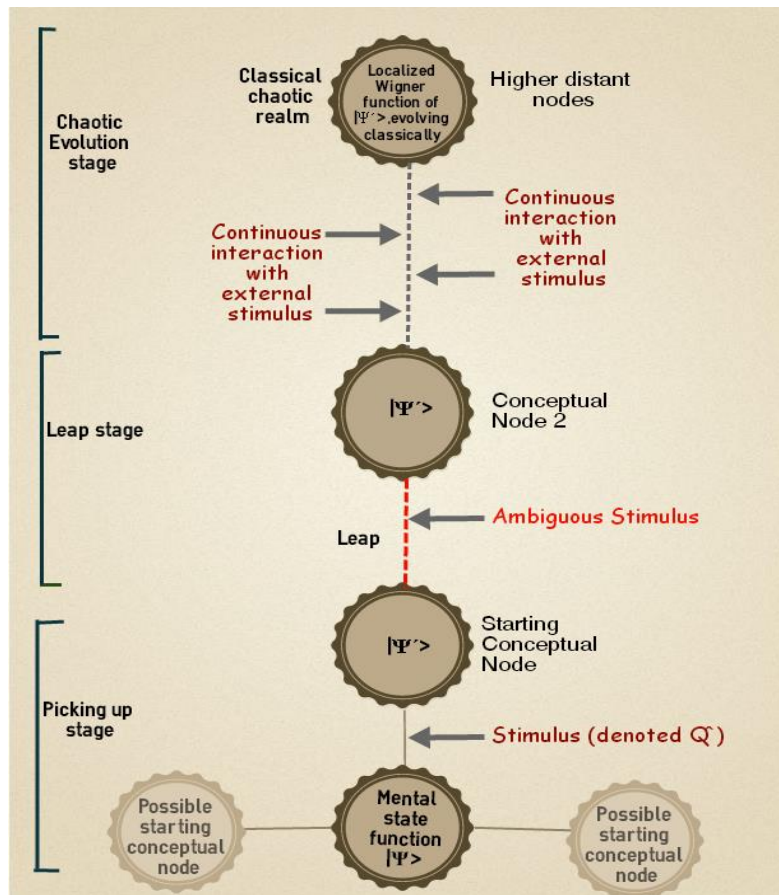 Classical
chaotic
realm
Localized
Wigner
function of
|Ψ´>,evolving
classically
Higher distant
nodes
Chaotic
Evolution
stage
Continuous
interaction
with
external
stimulus
Continuous
interaction
with
external
stimulus
Leap stage
|Ψ´>
Conceptual
Node 2
Leap
Ambiguous Stimulus
|Ψ´>
Starting
Conceptual
Node
Picking up
stage
Stimulus (denoted Qˆ)
Possible
starting
conceptual
node
Mental
state
function
|Ψ>
Possible
starting
conceptual
node